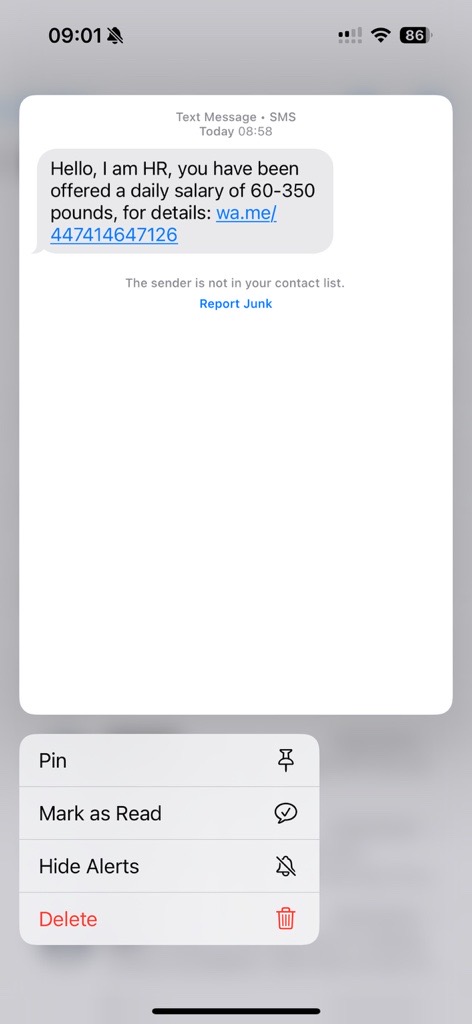 09:01
86
Text Message • SMS
Today 08:58
Hello, I am HR, you have been
offered a daily salary of 60-350
pounds, for details: wa.me/
447414647126
The sender is not in your contact list.
Report Junk
Pin
Mark as Read
Hide Alerts
Delete